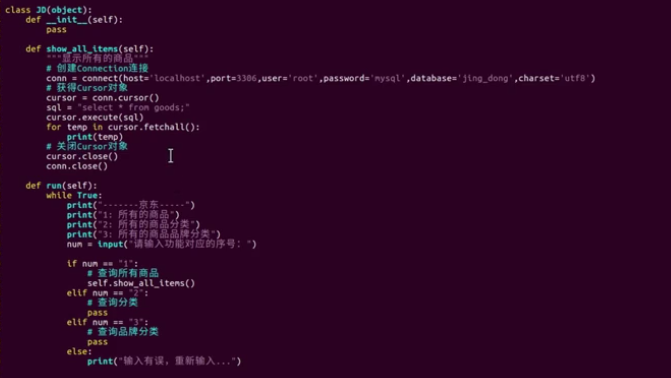 class JD(object):
    def __init__(self):
        pass

    def show_all_items(self):
        """显示所有的商品"""
        # 创建Connection连接
        conn = connect(host='localhost',port=3306,user='root',password='mysql',database='jing_dong',charset='utf8')
        # 获得Cursor对象
        cursor = conn.cursor()
        sql = "select * from goods;"
        cursor.execute(sql)
        for temp in cursor.fetchall():
            print(temp)
        # 关闭Cursor对象
        cursor.close()
        conn.close()

    def run(self):
        while True:
            print("-------京东-----")
            print("1: 所有的商品")
            print("2: 所有的商品分类")
            print("3: 所有的商品品牌分类")
            num = input("请输入功能对应的序号：")

            if num == "1":
                # 查询所有商品
                self.show_all_items()
            elif num == "2":
                # 查询分类
                pass
            elif num == "3":
                # 查询品牌分类
                pass
            else:
                print("输入有误，重新输入...")